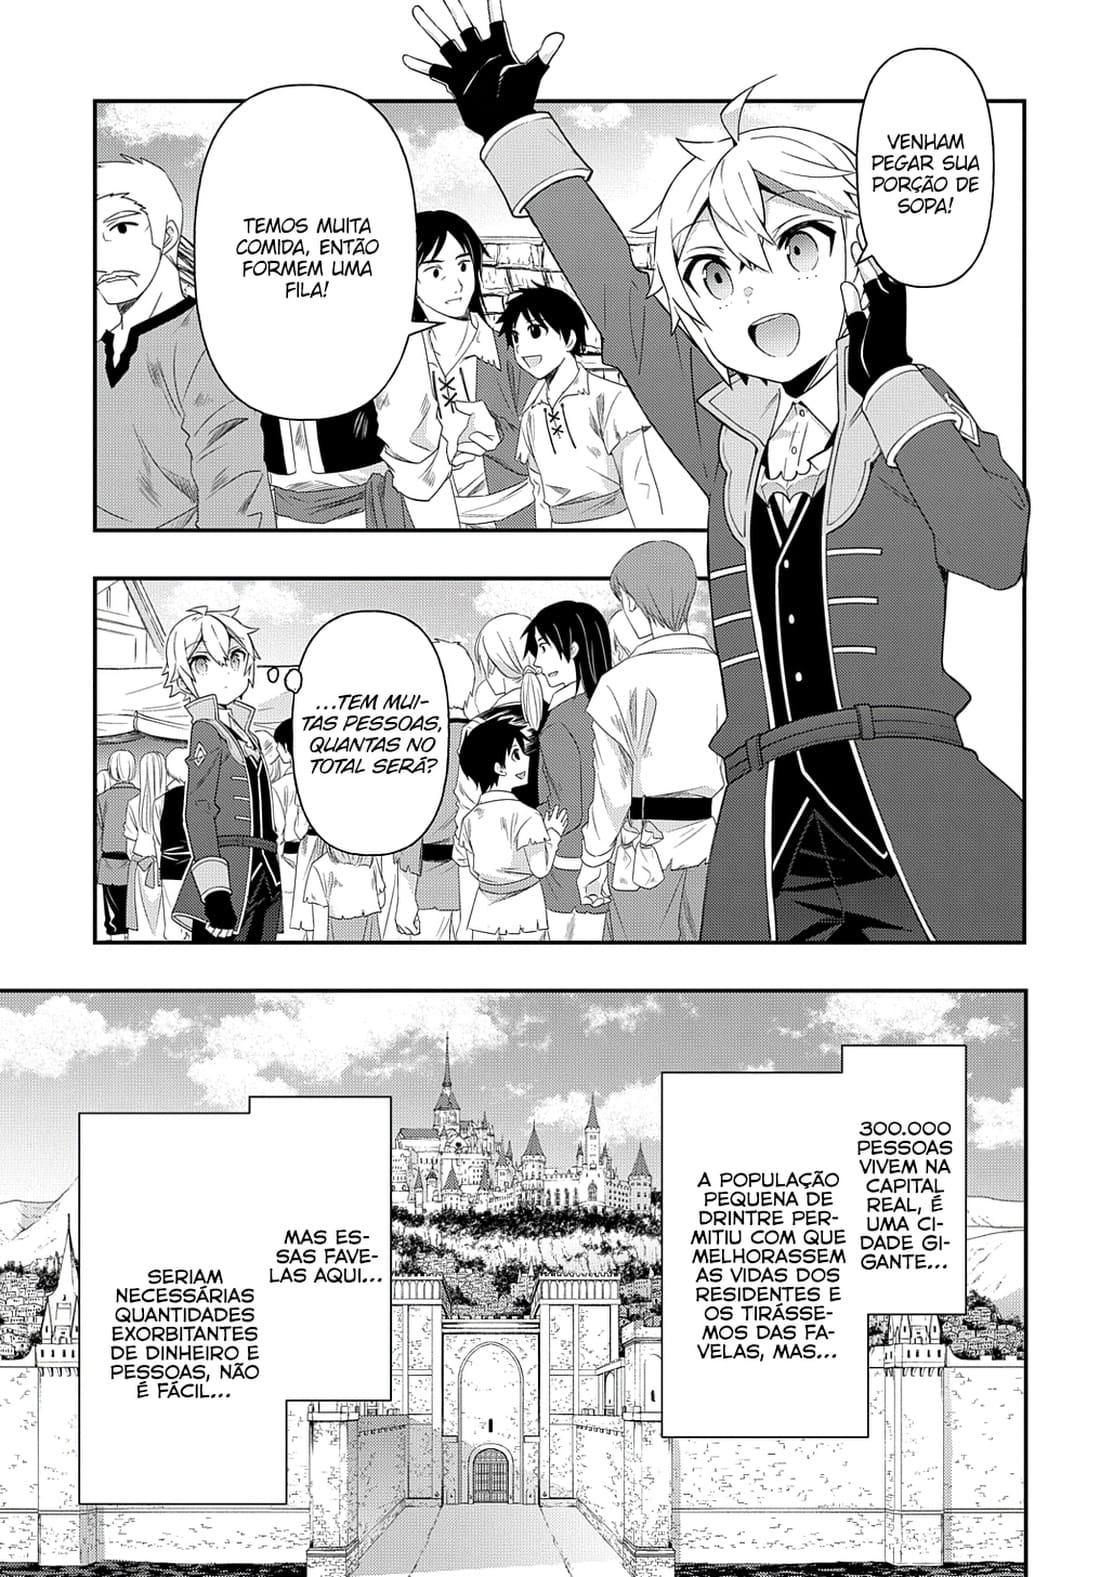 VENHAM
PEGAR SUA
PORÇÃO DE
SOPA!
TEMOS MUITA
COMIDA, ENTÃO
FORMEM UMA
FILA!
...TEM MUI-
TAS PESSOAS,
QUANTAS NO
TOTAL SERÁ?
300.000
PESSOAS
VIVEM NA
CAPITAL
REAL, É
UMA CI-
DADE GI-
GANTE...
A POPULAÇÃO
PEQUENA DE
DRINTRE PER-
MITIU COM QUE
MELHORASSEM
AS VIDAS DOS
RESIDENTES E
OS TIRÁSSE-
MOS DAS FA-
VELAS, MAS...
MAS ES-
SAS FAVE-
LAS AQUI...
SERIAM
NECESSÁRIAS
QUANTIDADES
EXORBITANTES
DE DINHEIRO E
PESSOAS, NÃO
É FÁCIL...